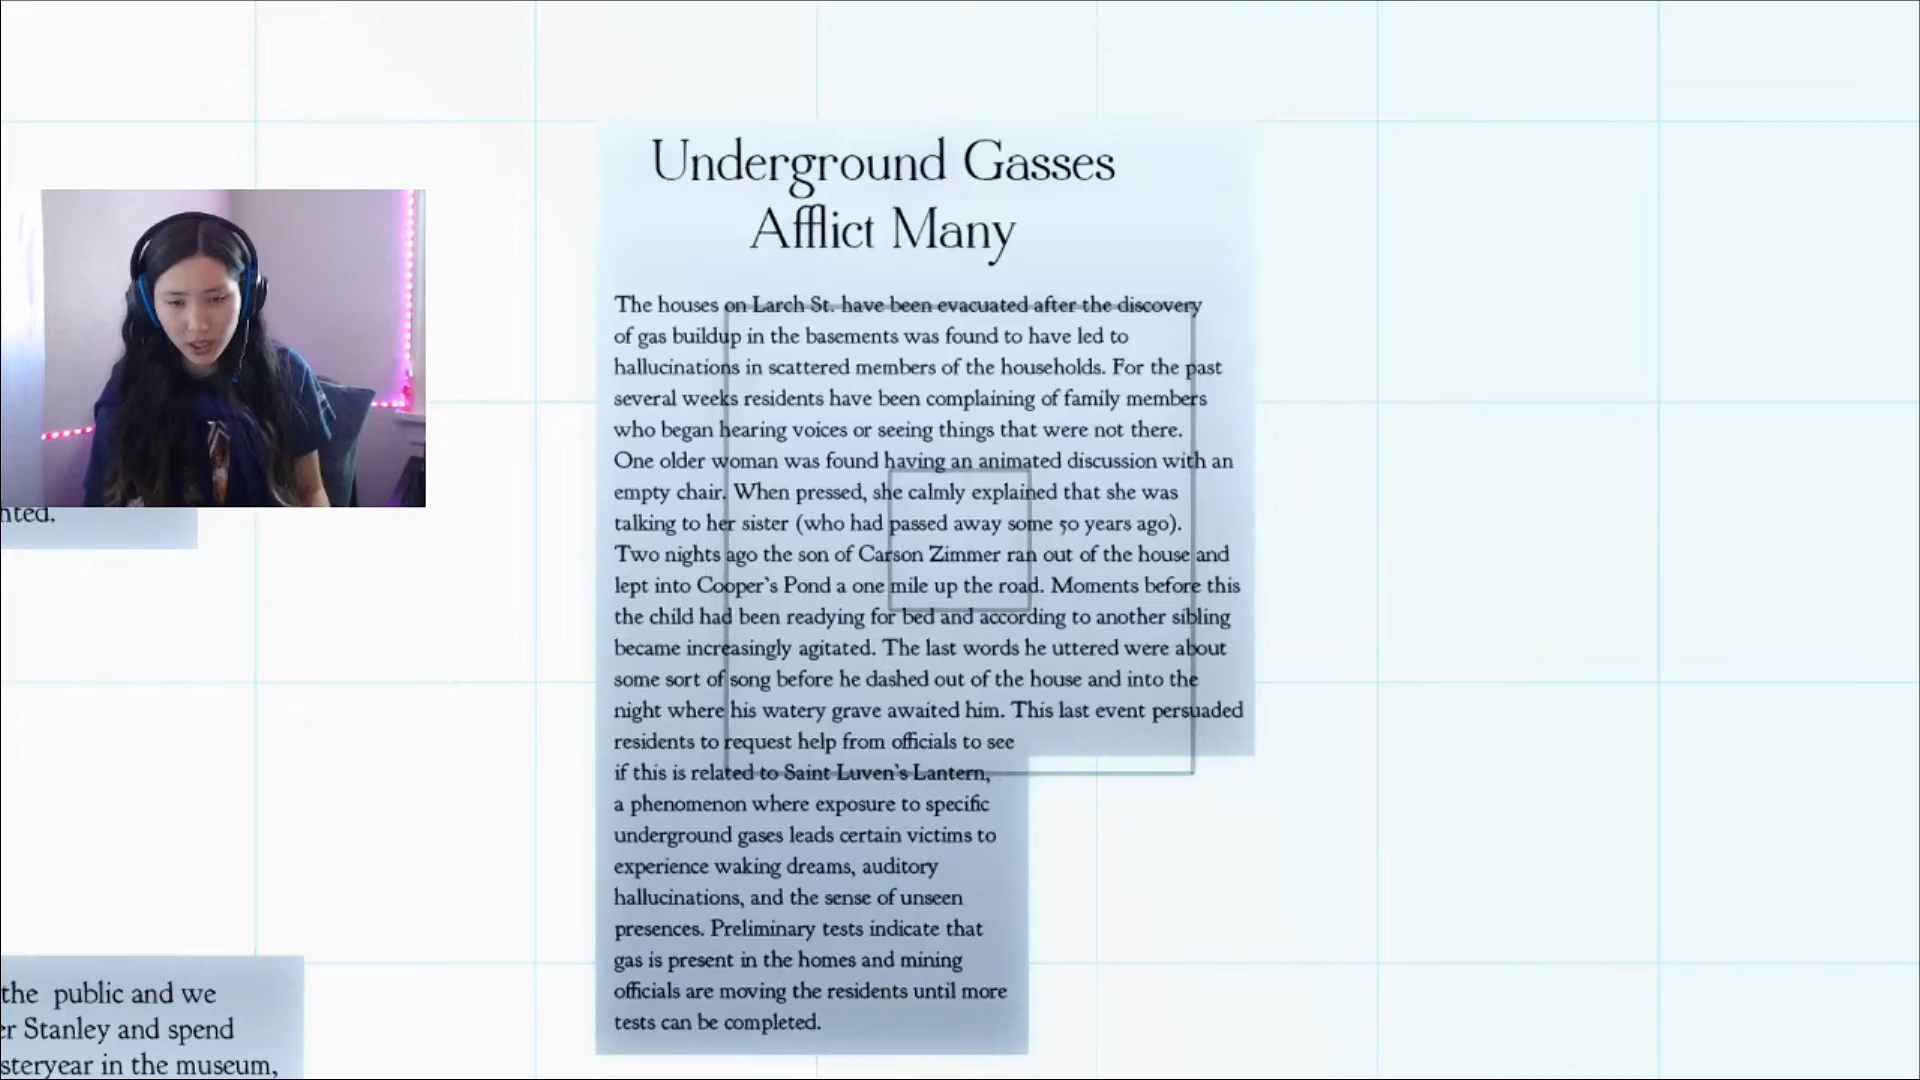 Underground Gasses
Afflict Many
The houses on Larch St. have been evacuated after the discovery
of gas buildup in the basements was found to have led to
hallucinations in scattered members of the households. For the past
several weeks residents have been complaining of family members
who began hearing voices or seeing things that were not there.
One older woman was found having an animated discussion with an
empty chair. When pressed, she calmly explained that she was
talking to her sister (who had passed away some 50 years ago).
Two nights ago the son of Carson Zimmer ran out of the house and
lept into Cooper's Pond a one mile up the road. Moments before this
the child had been readying for bed and according to another sibling
became increasingly agitated. The last words he uttered were about
some sort of song before he dashed out of the house and into the
night where his watery grave awaited him. This last event persuaded
residents to request help from officials to see
if this is related to Saint Luven's Lantern,
a phenomenon where exposure to specific
underground gases leads certain victims to
experience waking dreams, auditory
hallucinations, and the sense of unseen
presences. Preliminary tests indicate that
gas is present in the homes and mining
officials are moving the residents until more
tests can be completed.
the public and we
er Stanley and spend
steryear in the museum,